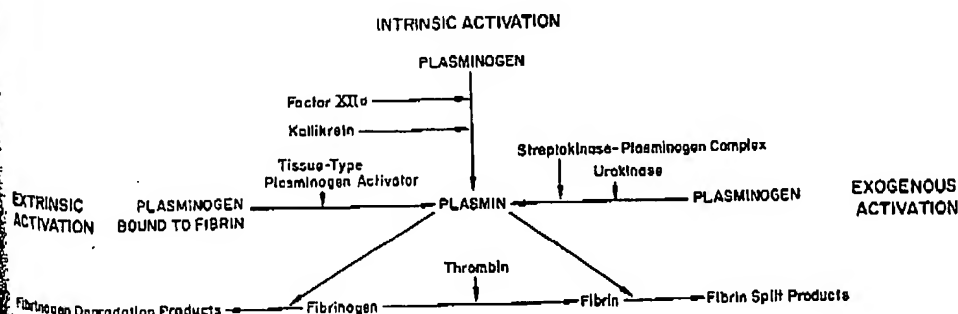 INTRINSIC ACTIVATION
PLASMINOGEN
Factor XIIa
Kallikrein
Streptokinase-Plasminogen Complex
Urokinase
Tissue-Type
Plasminogen Activator
EXTRINSIC
ACTIVATION
PLASMINOGEN
BOUND TO FIBRIN
PLASMIN
PLASMINOGEN
EXOGENOUS
ACTIVATION
Thrombin
Fibrinogen Degradation Products
Fibrinogen
Fibrin
Fibrin Split Products